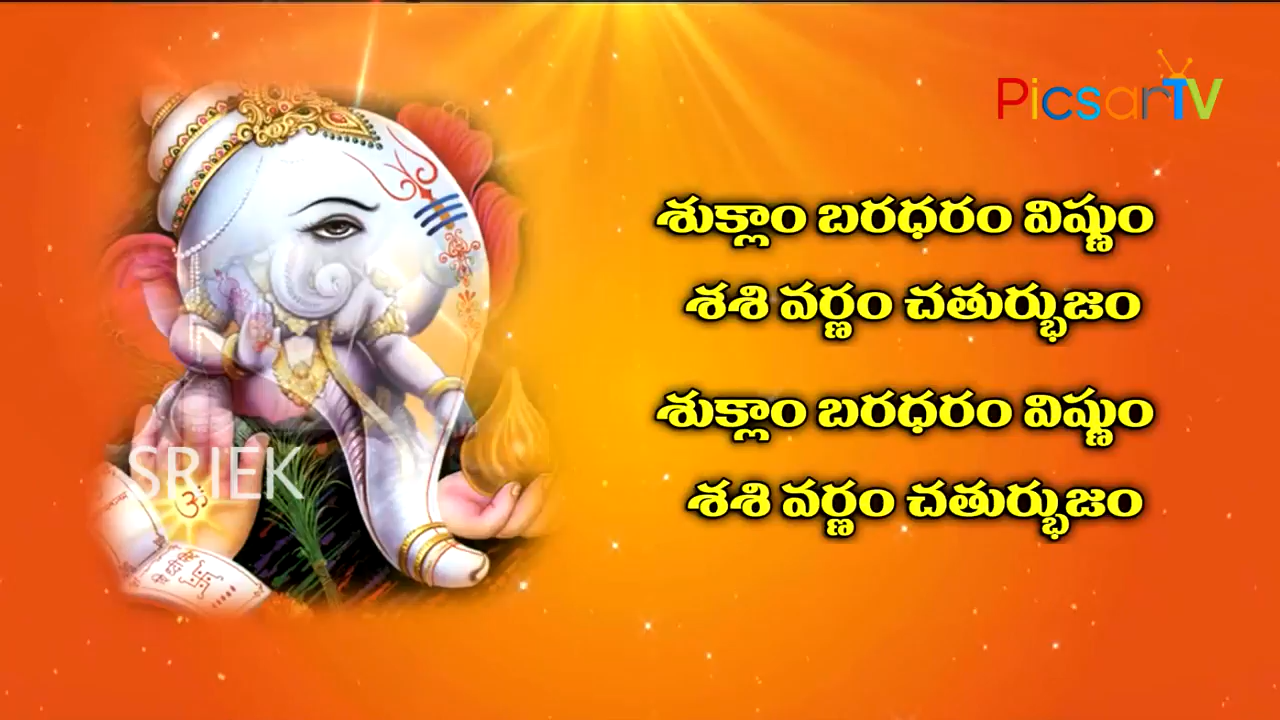 PicsarTV
శుక్లాం బరధరం విష్ణుం
శశి వర్ణం చతుర్భుజం
శుక్లాం బరధరం విష్ణుం
శశి వర్ణం చతుర్భుజం
SRIEK
ॐ